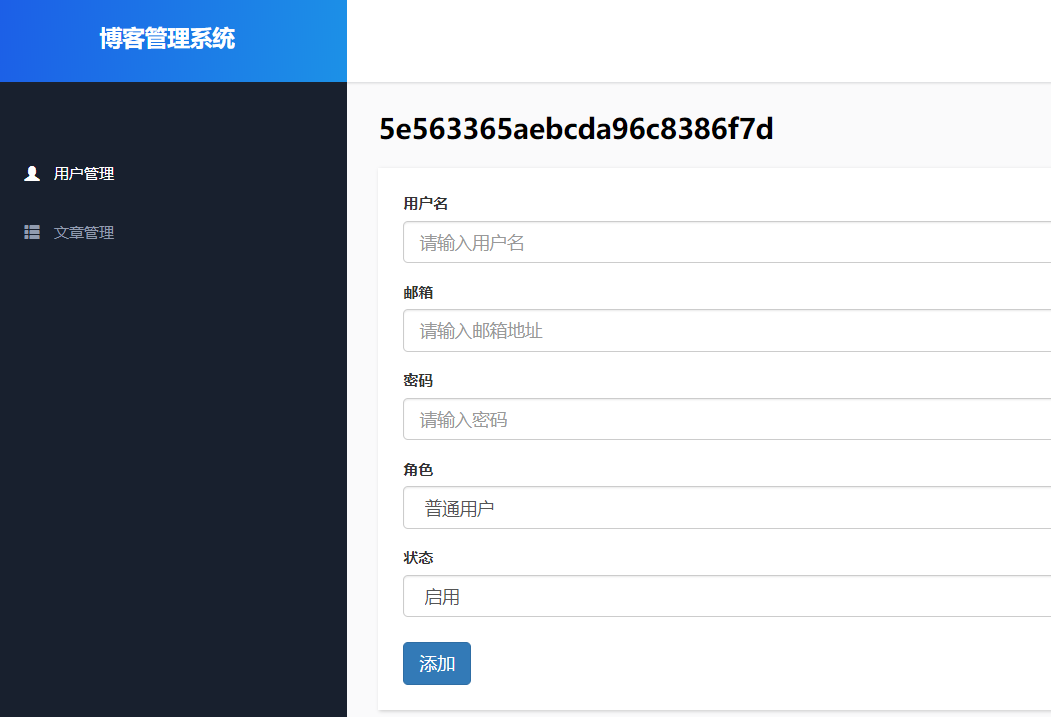 博客管理系统
用户管理
文章管理
5e563365aebcda96c8386f7d
用户名
请输入用户名
邮箱
请输入邮箱地址
密码
请输入密码
角色
普通用户
状态
启用
添加